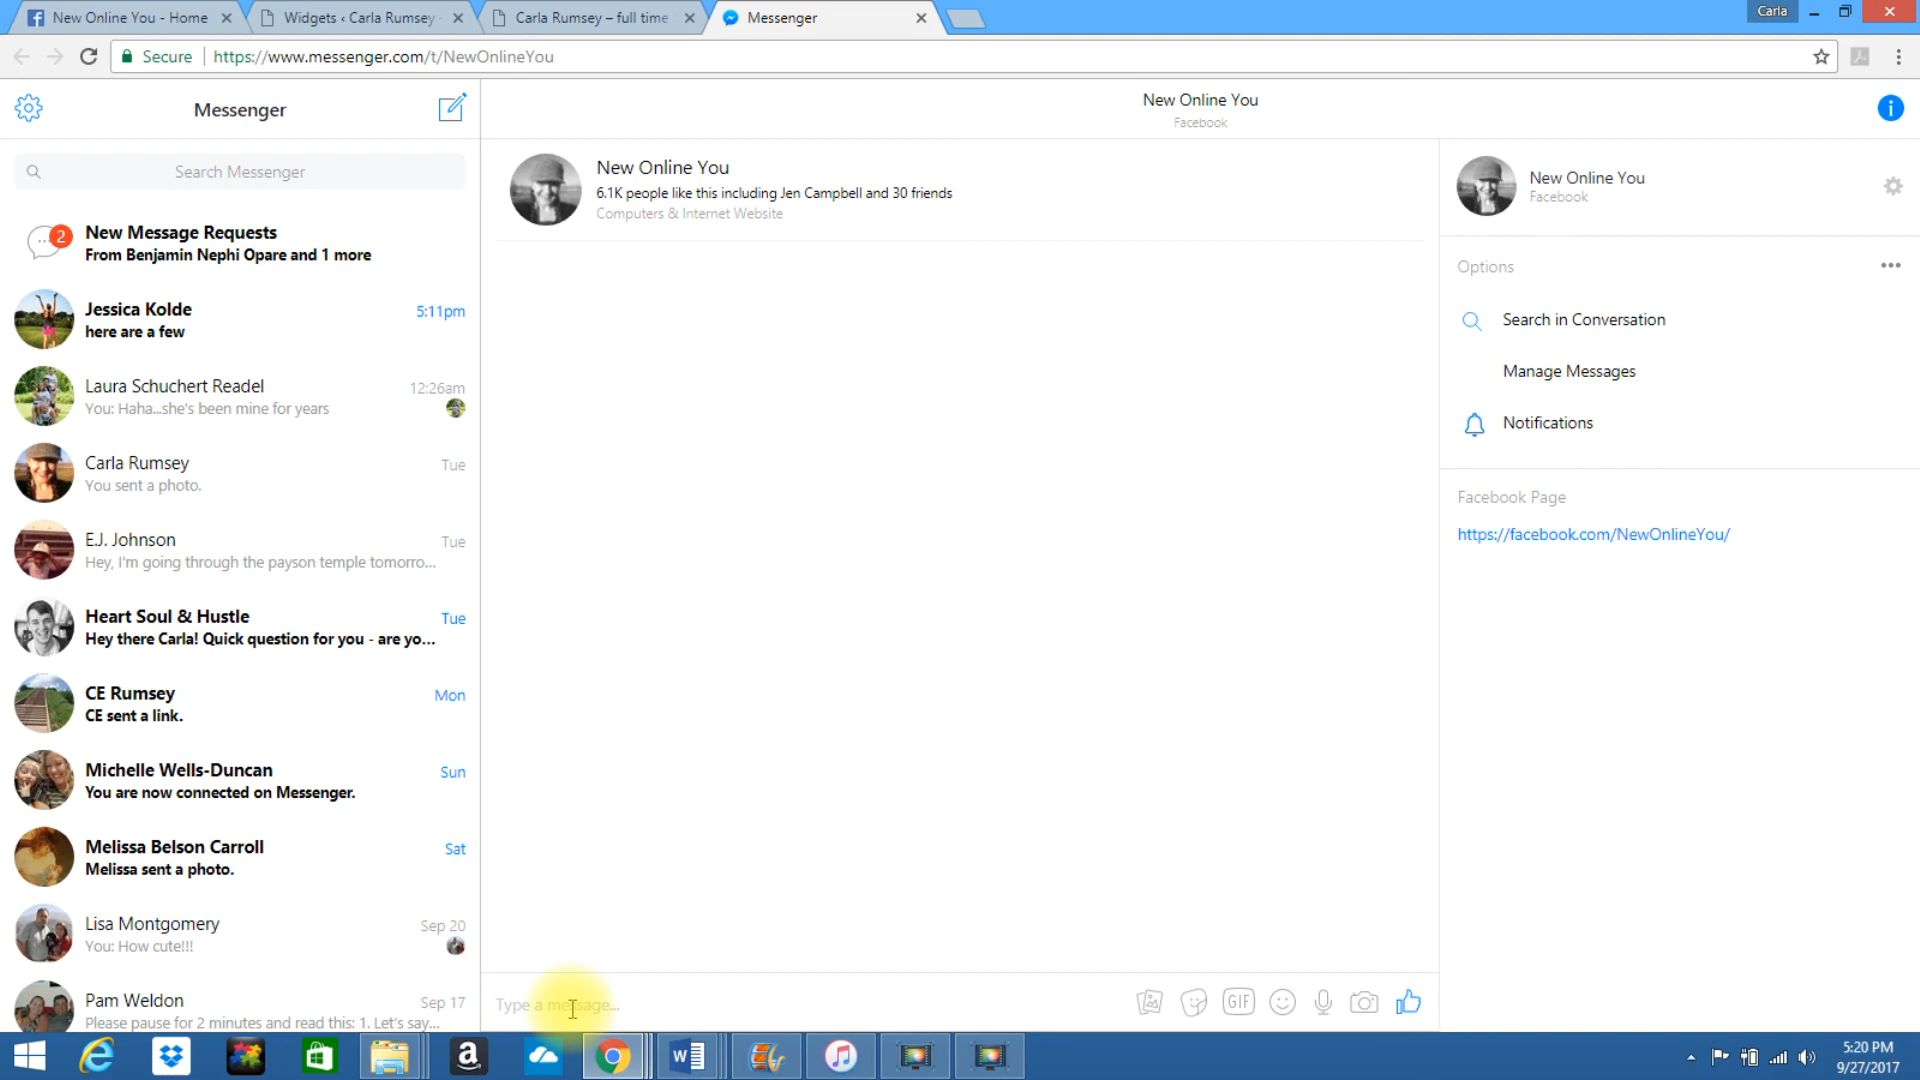 New Online You - Home
Widgets ‹ Carla Rumsey
Carla Rumsey – full time
Messenger
Carla
Secure
https://www.messenger.com/t/NewOnlineYou
Messenger
Search Messenger
2
New Message Requests
From Benjamin Nephi Opare and 1 more
Jessica Kolde
5:11pm
here are a few
Laura Schuchert Readel
12:26am
You: Haha...she's been mine for years
Carla Rumsey
Tue
You sent a photo.
E.J. Johnson
Tue
Hey, I'm going through the payson temple tomorro...
Heart Soul & Hustle
Tue
Hey there Carla! Quick question for you - are yo...
CE Rumsey
Mon
CE sent a link.
Michelle Wells-Duncan
Sun
You are now connected on Messenger.
Melissa Belson Carroll
Sat
Melissa sent a photo.
Lisa Montgomery
Sep 20
You: How cute!!!
Pam Weldon
Sep 17
Please pause for 2 minutes and read this: 1. Let's say...
New Online You
Facebook
New Online You
6.1K people like this including Jen Campbell and 30 friends
Computers & Internet Website
Type a message...
GIF
New Online You
Facebook
Options
Search in Conversation
Manage Messages
Notifications
Facebook Page
https://facebook.com/NewOnlineYou/
5:20 PM
9/27/2017